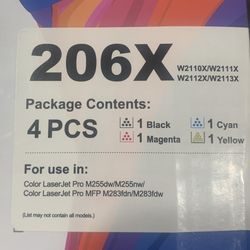 206X
W2110X/W2111X
W2112X/W2113X
Package Contents:
4 PCS
1 Black
1 Cyan
1 Magenta
1 Yellow
For use in:
Color LaserJet Pro M255dw/M255nw/
Color LaserJet Pro MFP M283fdn/M283fdw
(List may not contain all models.)